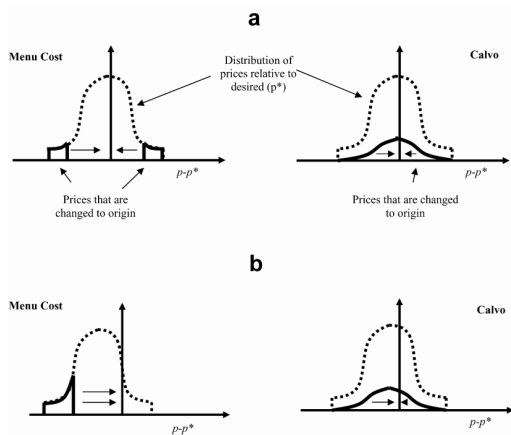 a
Menu Cost
Distribution of
prices relative to
desired (p*)
Calvo
p-p*
p-p*
Prices that are
changed to origin
Prices that are changed
to origin
b
Menu Cost
Calvo
p-p*
p-p*